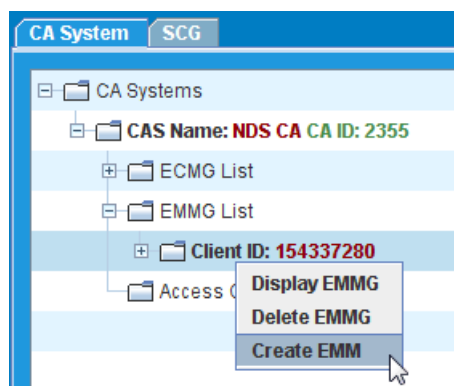 CA System SCG
CA Systems
CAS Name: NDS CA CA ID: 2355
ECMG List
EMMG List
Client ID: 154337280
Access
Display EMMG
Delete EMMG
Create EMM